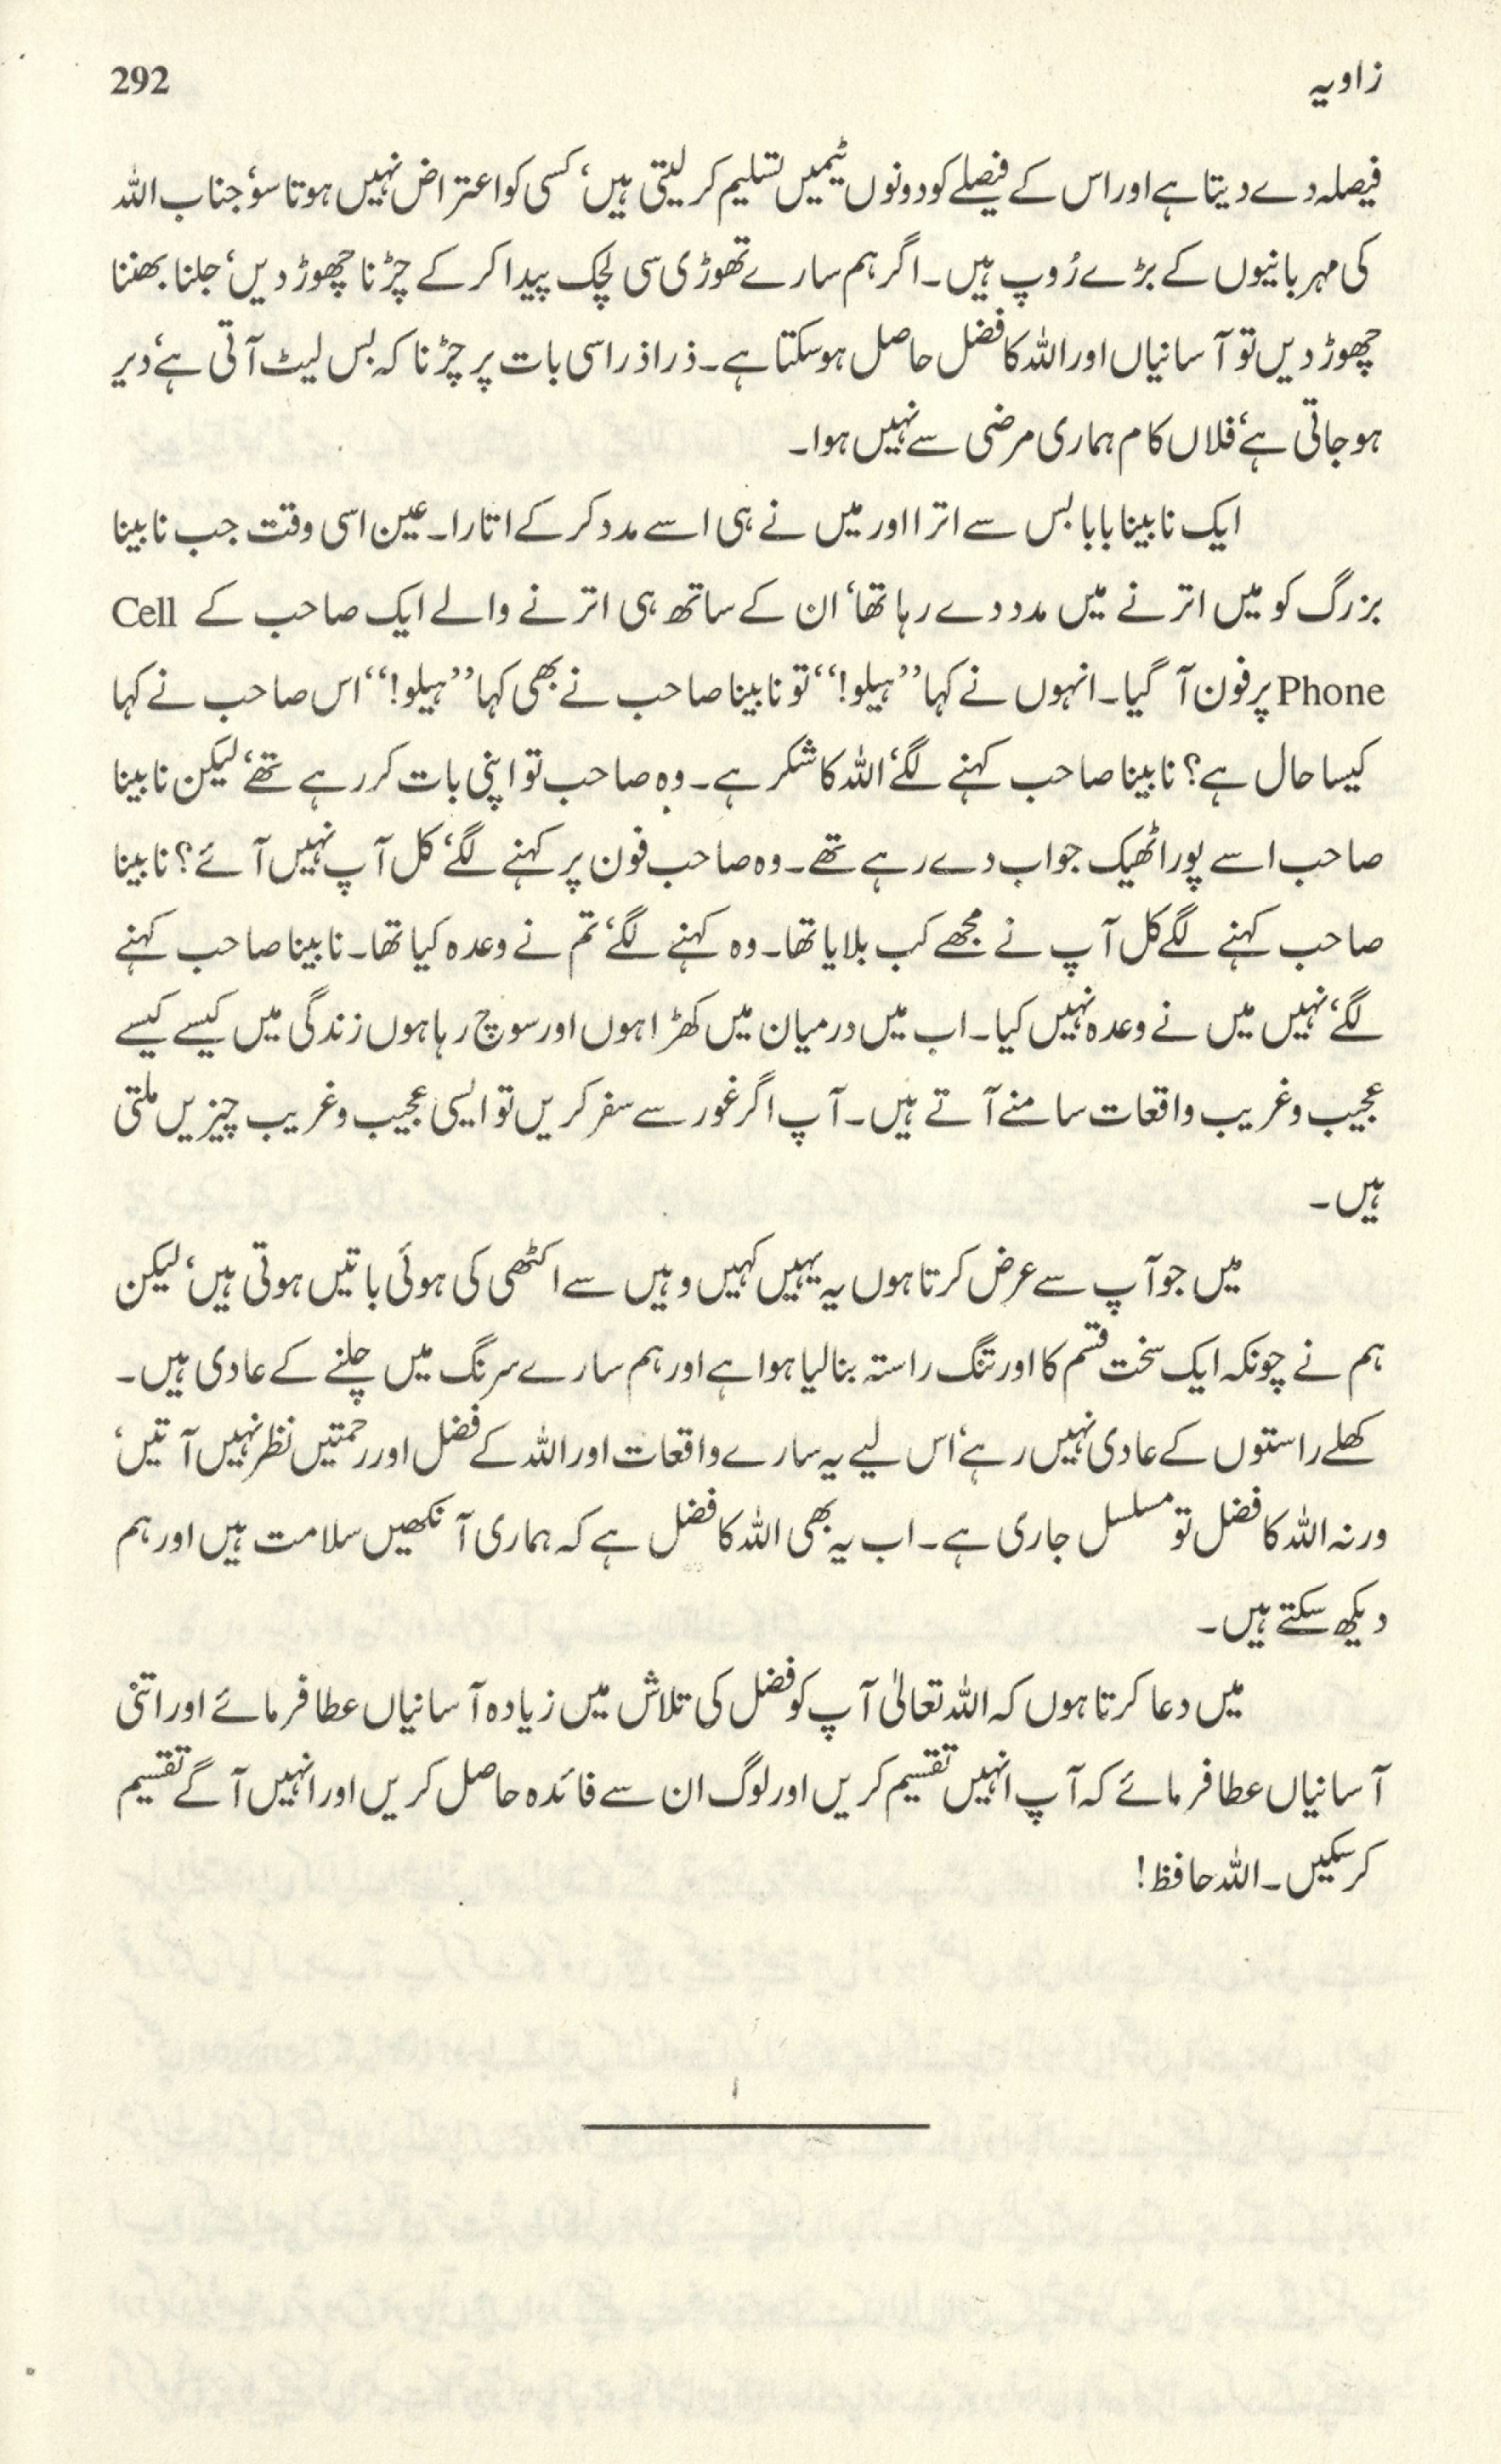 زاویہ
292
فیصلہ دے دیتا ہے اور اس کے فیصلے کو دونوں ٹیمیں تسلیم کر لیتی ہیں‘ کسی کو اعتراض نہیں ہوتا سو‘ جناب اللہ
کی مہربانیوں کے بڑے رُوپ ہیں۔ اگر ہم سارے تھوڑی سی لچک پیدا کر کے چڑنا چھوڑ دیں‘ جلنا بھننا
چھوڑ دیں تو آسانیاں اور اللہ کا فضل حاصل ہو سکتا ہے۔ ذرا ذرا سی بات پر چڑنا کہ بس لیٹ آتی ہے‘ دیر
ہو جاتی ہے‘ فلاں کام ہماری مرضی سے نہیں ہوا۔
ایک نابینا بابا بس سے اترا اور میں نے ہی اسے مدد کر کے اتارا۔ عین اسی وقت جب نابینا
بزرگ کو میں اترنے میں مدد دے رہا تھا‘ ان کے ساتھ ہی اترنے والے ایک صاحب کے Cell
Phone پر فون آ گیا۔ انہوں نے کہا ’’ہیلو!‘‘ تو نابینا صاحب نے بھی کہا ’’ہیلو!‘‘ اس صاحب نے کہا
کیسا حال ہے؟ نابینا صاحب کہنے لگے‘ اللہ کا شکر ہے۔ وہ صاحب تو اپنی بات کر رہے تھے‘ لیکن نابینا
صاحب اسے پورا ٹھیک جواب دے رہے تھے۔ وہ صاحب فون پر کہنے لگے‘ کل آپ نہیں آئے؟ نابینا
صاحب کہنے لگے کل آپ نے مجھے کب بلایا تھا۔ وہ کہنے لگے‘ تم نے وعدہ کیا تھا۔ نابینا صاحب کہنے
لگے‘ نہیں میں نے وعدہ نہیں کیا۔ اب میں درمیان میں کھڑا ہوں اور سوچ رہا ہوں زندگی میں کیسے کیسے
عجیب و غریب واقعات سامنے آتے ہیں۔ آپ اگر غور سے سفر کریں تو ایسی عجیب و غریب چیزیں ملتی
ہیں۔
میں جو آپ سے عرض کرتا ہوں یہ یہیں کہیں وہیں سے اکٹھی کی ہوئی باتیں ہوتی ہیں‘ لیکن
ہم نے چونکہ ایک سخت قسم کا اور تنگ راستہ بنا لیا ہوا ہے اور ہم سارے سرنگ میں چلنے کے عادی ہیں۔
کھلے راستوں کے عادی نہیں رہے‘ اس لیے یہ سارے واقعات اور اللہ کے فضل اور رحمتیں نظر نہیں آتیں‘
ورنہ اللہ کا فضل تو مسلسل جاری ہے۔ اب یہ بھی اللہ کا فضل ہے کہ ہماری آنکھیں سلامت ہیں اور ہم
دیکھ سکتے ہیں۔
میں دعا کرتا ہوں کہ اللہ تعالیٰ آپ کو فضل کی تلاش میں زیادہ آسانیاں عطا فرمائے اور اتنی
آسانیاں عطا فرمائے کہ آپ انہیں تقسیم کریں اور لوگ ان سے فائدہ حاصل کریں اور انہیں آگے تقسیم
کر سکیں۔ اللہ حافظ!